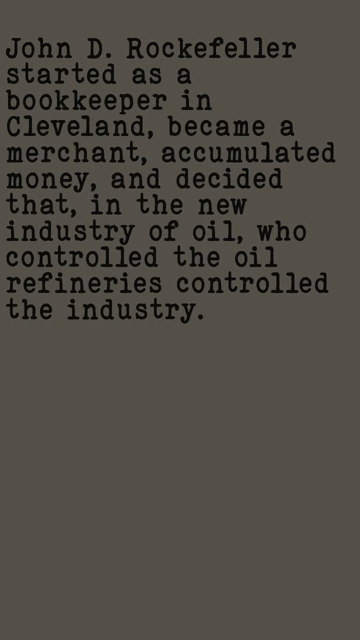 John D. Rockefeller
started as a
bookkeeper in
Cleveland, became a
merchant, accumulated
money, and decided
that, in the new
industry of oil, who
controlled the oil
refineries controlled
the industry.